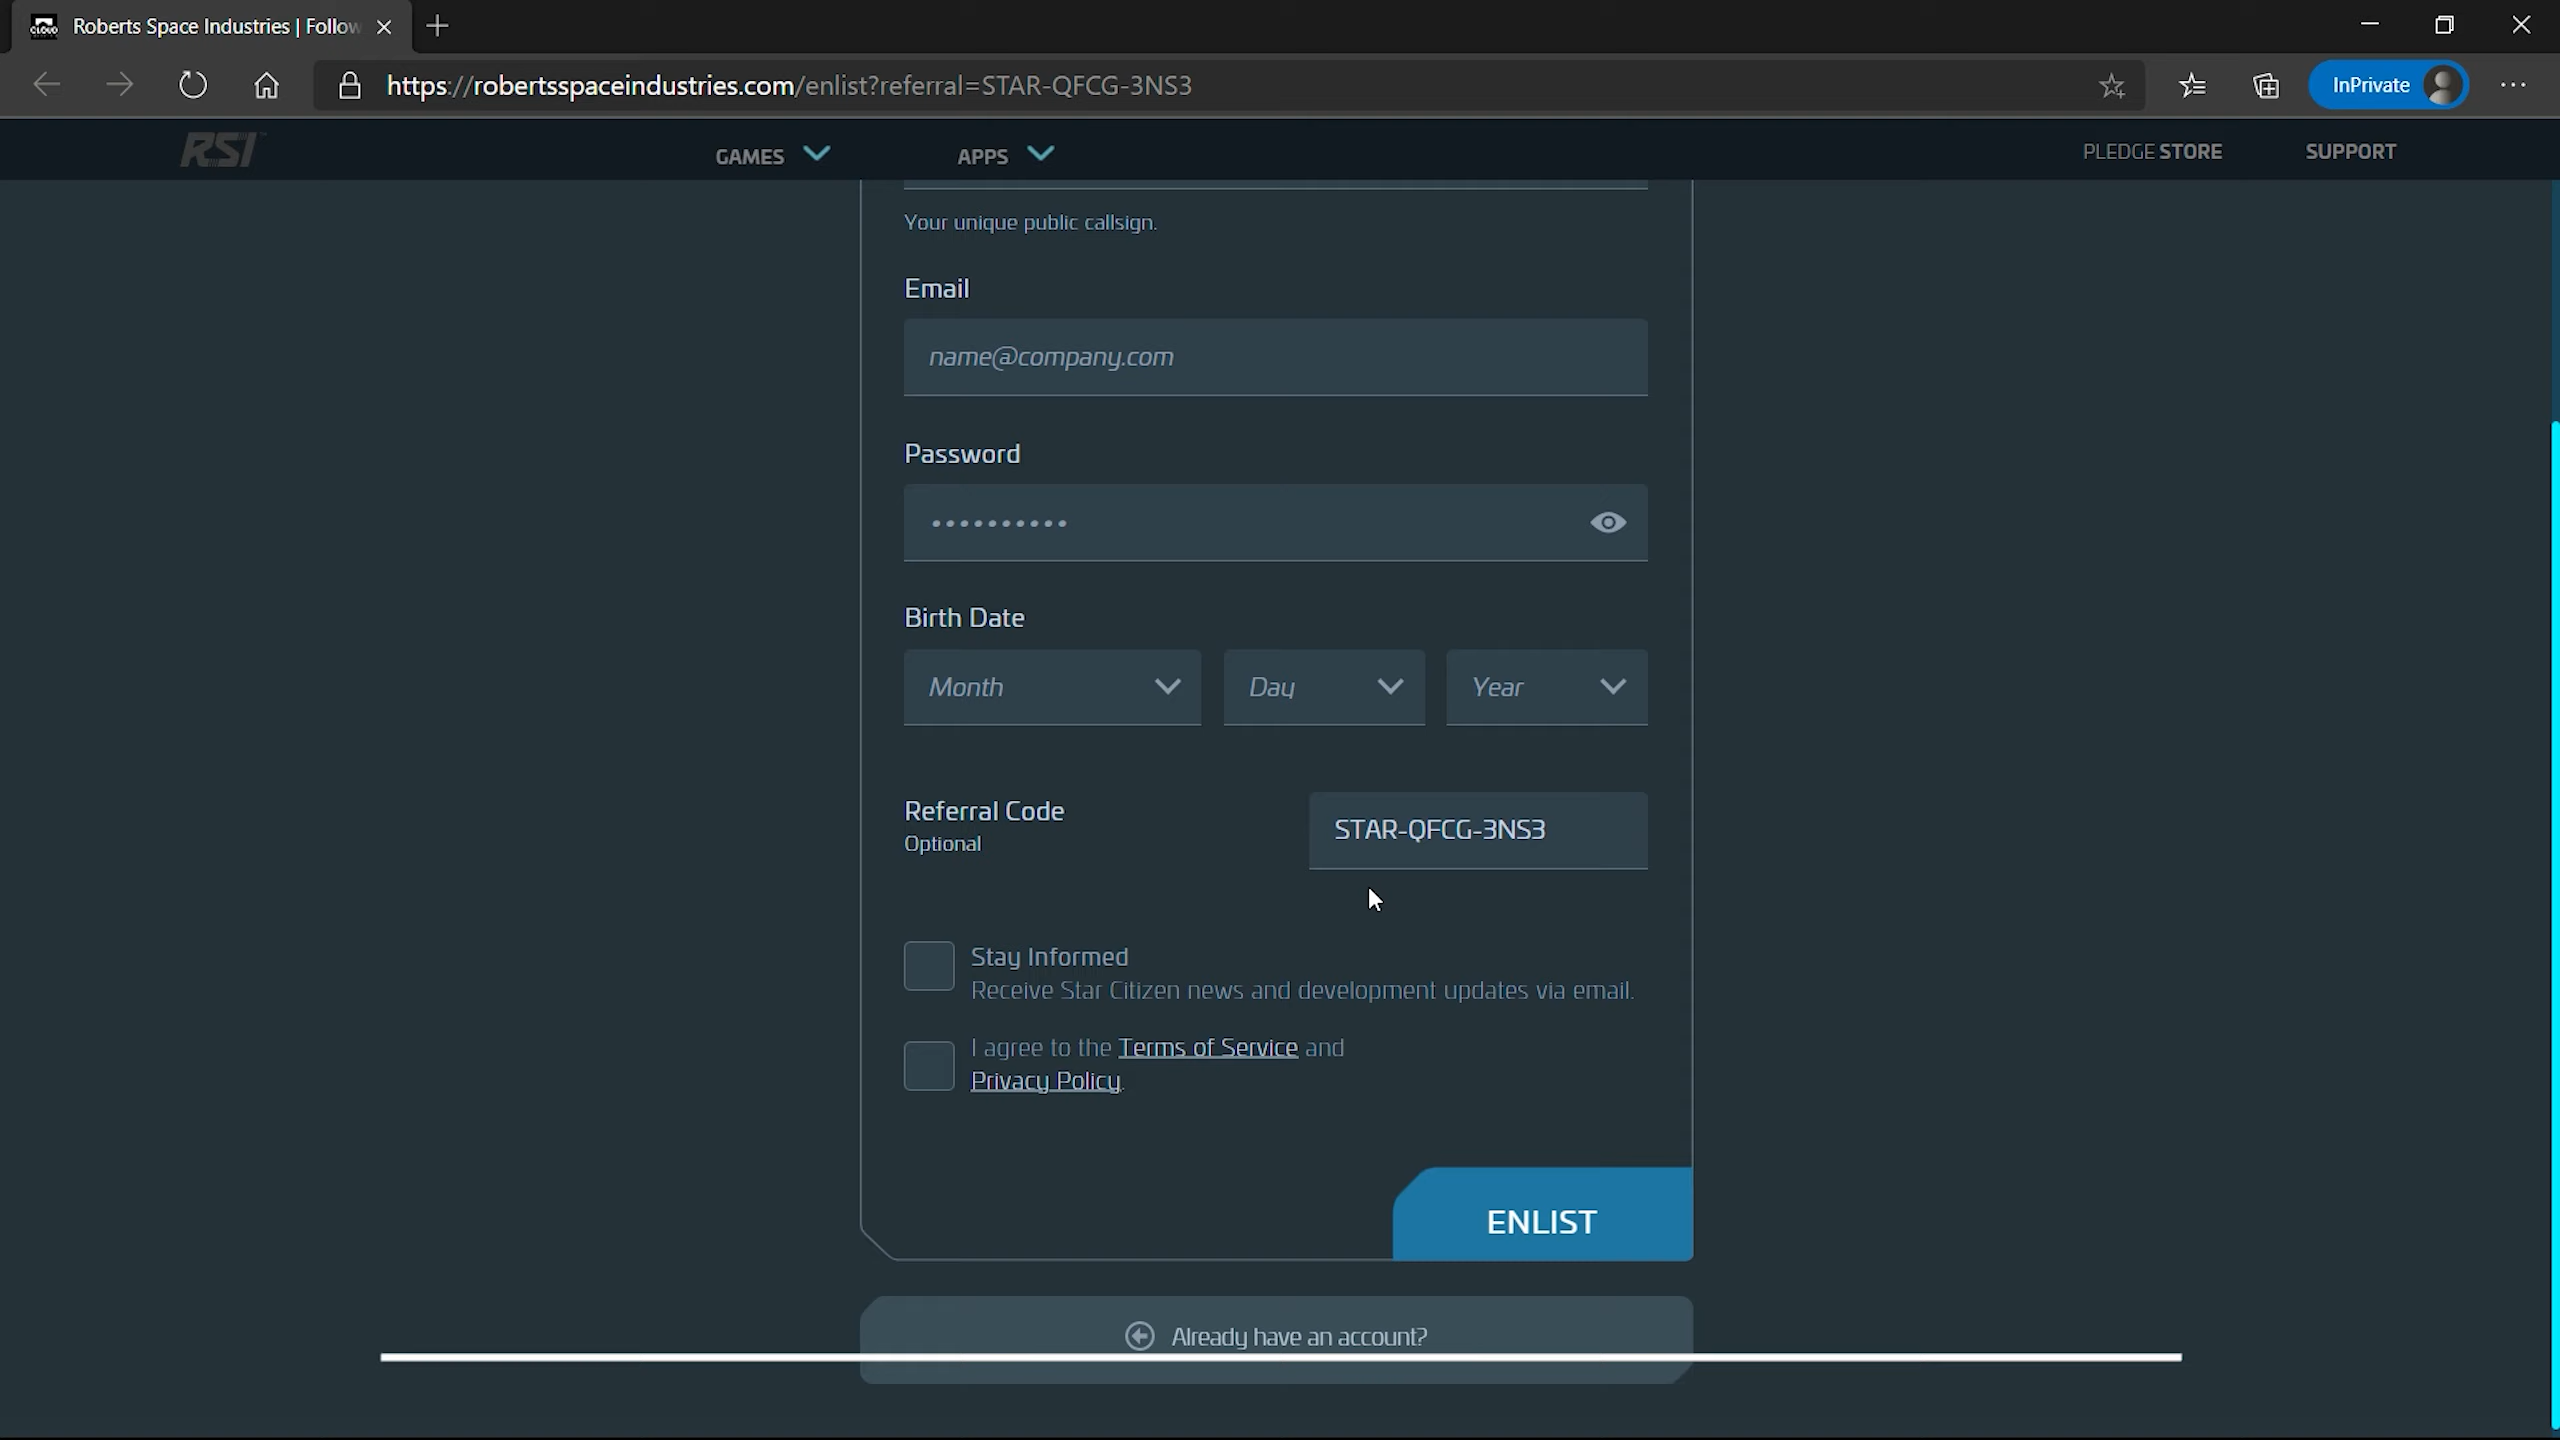 Roberts Space Industries | Follow
https://robertsspaceindustries.com/enlist?referral=STAR-QFCG-3NS3
InPrivate
RSI
GAMES
APPS
PLEDGE STORE
SUPPORT
Your unique public callsign.
Email
name@company.com
Password
••••••••••
Birth Date
Month
Day
Year
Referral Code
Optional
STAR-QFCG-3NS3
Stay Informed
Receive Star Citizen news and development updates via email.
I agree to the Terms of Service and
Privacy Policy.
ENLIST
Already have an account?